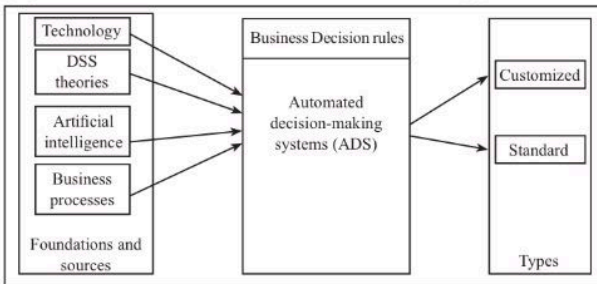 Technology
DSS
theories
Artificial
intelligence
Business
processes
Foundations and
sources
Business Decision rules
Automated
decision-making
systems (ADS)
Customized
Standard
Types